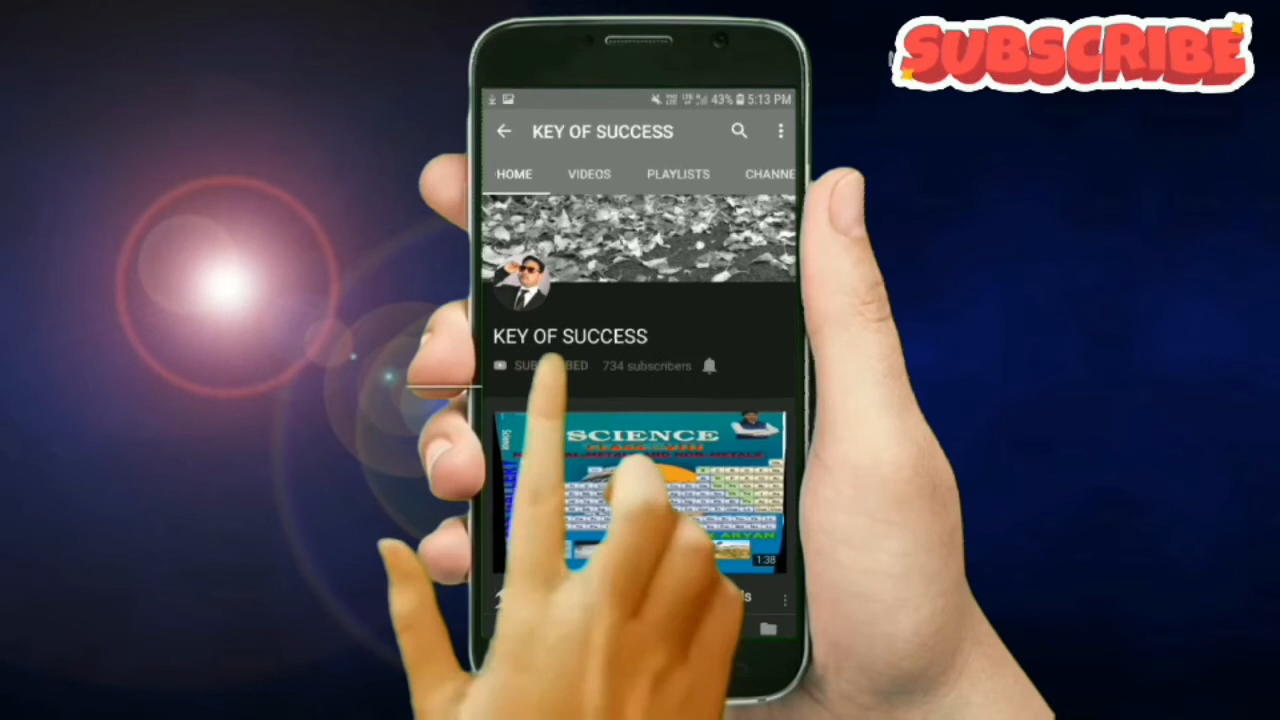 SUBSCRIBE
43% 5:13 PM
KEY OF SUCCESS
HOME VIDEOS PLAYLISTS CHANNE
KEY OF SUCCESS
734 subscribers
SCIENCE
ARYAN
1:38